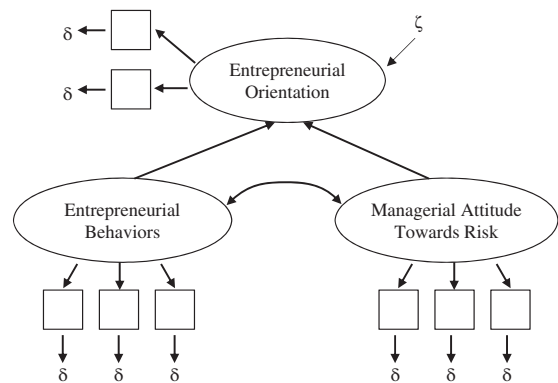 ζ
δ
Entrepreneurial
Orientation
δ
Entrepreneurial
Behaviors
Managerial Attitude
Towards Risk
δ δ δ δ δ δ